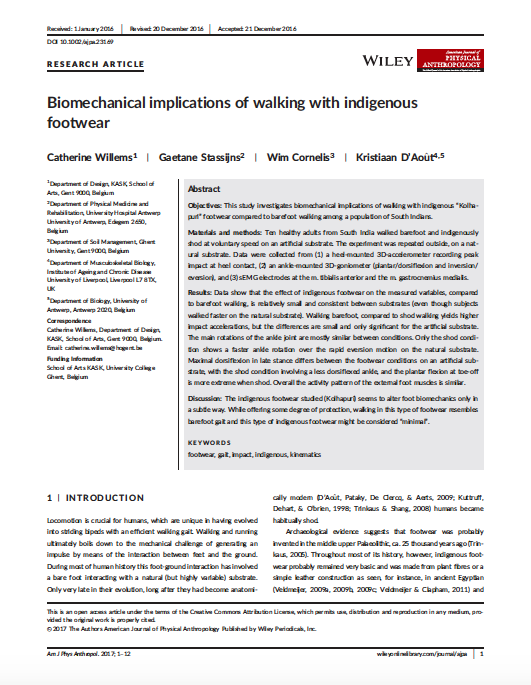 Received: 1 January 2016 | Revised: 20 December 2016 | Accepted: 21 December 2016
DOI 10.1002/ajpa.23169
RESEARCH ARTICLE
WILEY
American Journal of
PHYSICAL
ANTHROPOLOGY
Biomechanical implications of walking with indigenous
footwear
Catherine Willems1 | Gaetane Stassijns2 | Wim Cornelis3 | Kristiaan D'Août4,5
1Department of Design, KASK, School of
Arts, Gent 9000, Belgium
2Department of Physical Medicine and
Rehabilitation, University Hospital Antwerp
University of Antwerp, Edegem 2650,
Belgium
3Department of Soil Management, Ghent
University, Gent 9000, Belgium
4Department of Musculoskeletal Biology,
Institute of Ageing and Chronic Disease
University of Liverpool, Liverpool L7 8TX,
UK
5Department of Biology, University of
Antwerp, Antwerp 2020, Belgium
Correspondence
Catherine Willems, Department of Design,
KASK, School of Arts, Gent 9000, Belgium.
Email: catherine.willems@hogent.be
Funding Information
School of Arts KASK, University College
Ghent, Belgium
Abstract
Objectives: This study investigates biomechanical implications of walking with indigenous "Kolha-
puri" footwear compared to barefoot walking among a population of South Indians.
Materials and methods: Ten healthy adults from South India walked barefoot and indigenously
shod at voluntary speed on an artificial substrate. The experiment was repeated outside, on a nat-
ural substrate. Data were collected from (1) a heel-mounted 3D-accelerometer recording peak
impact at heel contact, (2) an ankle-mounted 3D-goniometer (plantar/dorsiflexion and inversion/
eversion), and (3) sEMG electrodes at the m. tibialis anterior and the m. gastrocnemius medialis.
Results: Data show that the effect of indigenous footwear on the measured variables, compared
to barefoot walking, is relatively small and consistent between substrates (even though subjects
walked faster on the natural substrate). Walking barefoot, compared to shod walking yields higher
impact accelerations, but the differences are small and only significant for the artificial substrate.
The main rotations of the ankle joint are mostly similar between conditions. Only the shod condi-
tion shows a faster ankle rotation over the rapid eversion motion on the natural substrate.
Maximal dorsiflexion in late stance differs between the footwear conditions on an artificial sub-
strate, with the shod condition involving a less dorsiflexed ankle, and the plantar flexion at toe-off
is more extreme when shod. Overall the activity pattern of the external foot muscles is similar.
Discussion: The indigenous footwear studied (Kolhapuri) seems to alter foot biomechanics only in
a subtle way. While offering some degree of protection, walking in this type of footwear resembles
barefoot gait and this type of indigenous footwear might be considered "minimal".
KEYWORDS
footwear, gait, impact, indigenous, kinematics
1 | INTRODUCTION
Locomotion is crucial for humans, which are unique in having evolved
into striding bipeds with an efficient walking gait. Walking and running
ultimately boils down to the mechanical challenge of generating an
impulse by means of the interaction between feet and the ground.
During most of human history this foot-ground interaction has involved
a bare foot interacting with a natural (but highly variable) substrate.
Only very late in their evolution, long after they had become anatomi-
cally modern (D'Août, Pataky, De Clercq, & Aerts, 2009; Kuttruff,
Dehart, & O'brien, 1998; Trinkaus & Shang, 2008) humans became
habitually shod.
Archaeological evidence suggests that footwear was probably
invented in the middle upper Palaeolithic, ca. 25 thousand years ago (Trin-
kaus, 2005). Throughout most of its history, however, indigenous foot-
wear probably remained very basic and was made from plant fibres or a
simple leather construction as seen, for instance, in ancient Egyptian
(Veldmeijer, 2009a, 2009b, 2009c; Veldmeijer & Clapham, 2011) and
This is an open access article under the terms of the Creative Commons Attribution License, which permits use, distribution and reproduction in any medium, pro-
vided the original work is properly cited.
© 2017 The Authors American Journal of Physical Anthropology Published by Wiley Periodicals, Inc.
Am J Phys Anthropol. 2017; 1–12
wileyonlinelibrary.com/journal/ajpa | 1